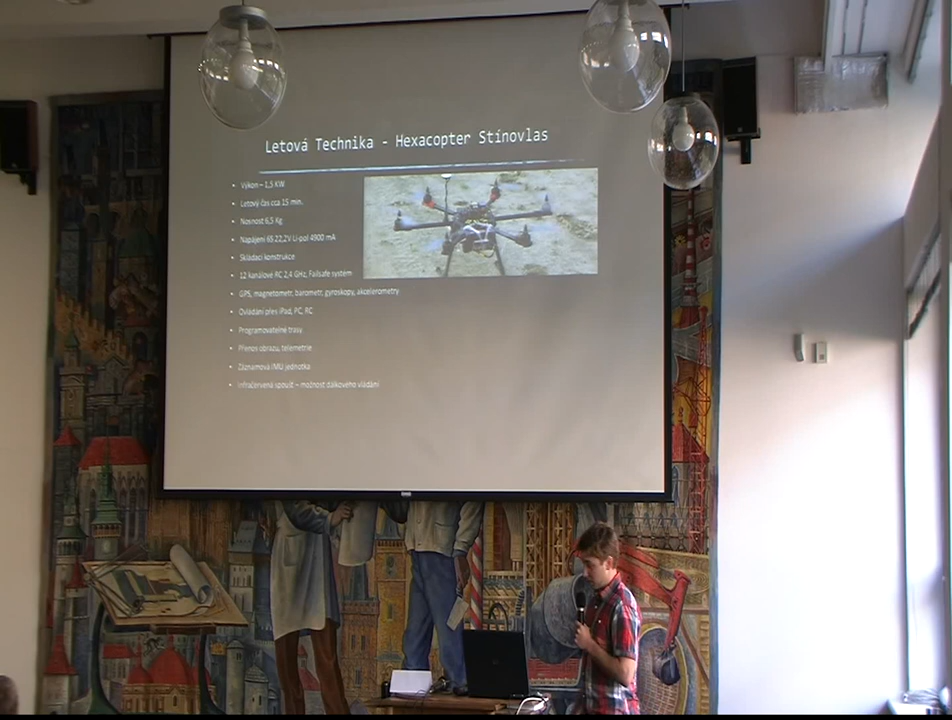 Letová Technika - Hexacopter Stínovlas
• Výkon – 1,5 KW
• Letový čas cca 15 min.
• Nosnost 6,5 Kg
• Napájení 6S 22,2V Li-pol 4900 mA
• Skládací konstrukce
• 12 kanálové RC 2,4 GHz, Failsafe system
• GPS, magnetometr, barometr, gyroskopy, akcelerometry
• Ovládání přes iPad, PC, RC
• Programovatelné trasy
• Přenos obrazu, telemetrie
• Záznamová IMU jednotka
• Infračervená spoušť – možnost dálkového vládání